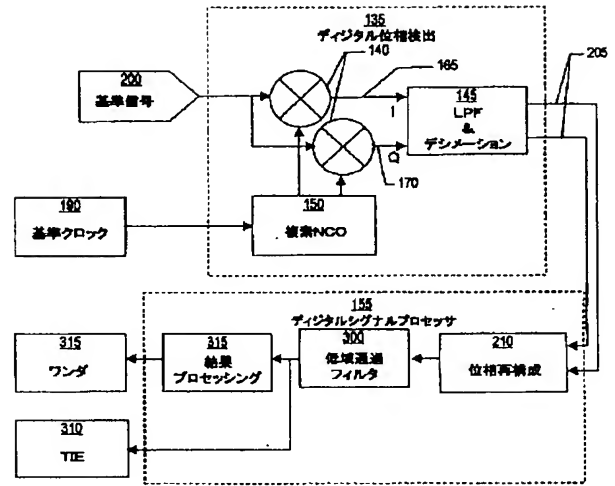 135
ディジタル位相検出
205
200
基準信号
140
165
145
LPF
&
デシメーション
I
Q
170
190
基準クロック
150
複素NCO
155
ディジタルシグナルプロセッサ
315
ワンダ
315
結果
プロセッシング
300
低域通過
フィルタ
210
位相再構成
310
TIE